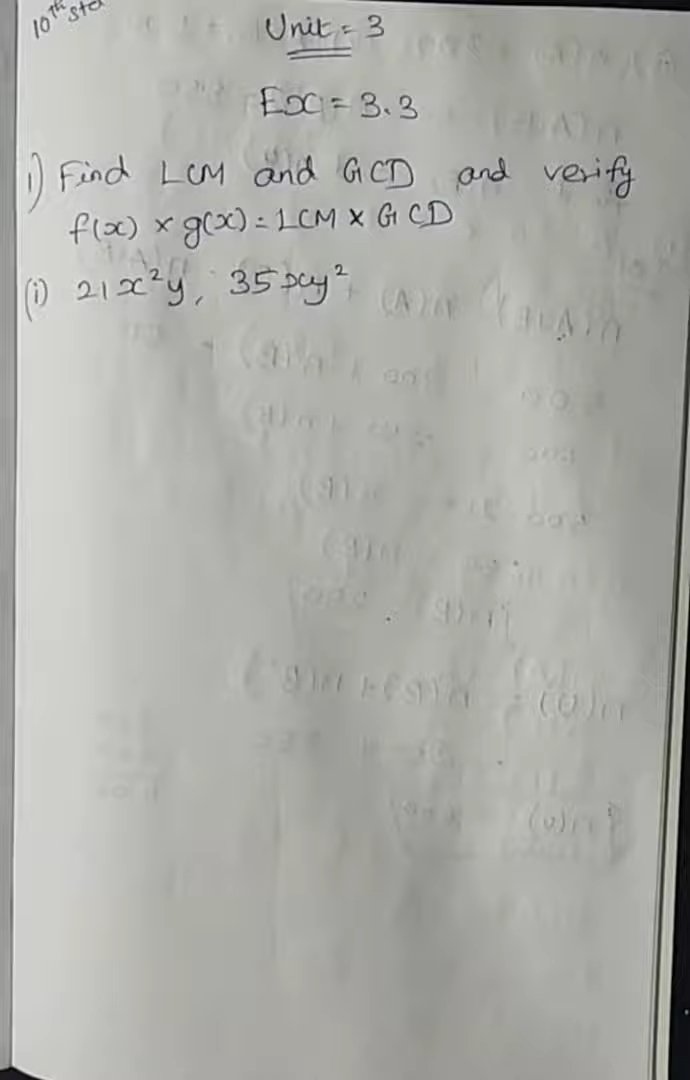 10th std
Unit = 3
Ex = 3.3
1) Find LCM and GCD and verify
f(x) x g(x) = LCM x GCD
(i) 21x²y, 35xy²